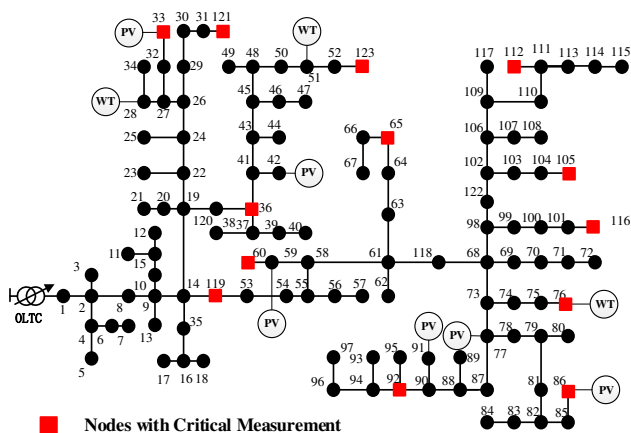 33 30 31 121
PV
32 34 29
WT 28 27 26
25 24
23 22
21 20 19
120
12
11 15
3 10
OLTC 1 2 8 9 14 119 53 54 55 56 57
4 6 7 13 35
5
17 16 18
WT
49 48 50 51 52 123
45 46 47
43 44
41 42 PV
36
38 37 39 40
60 59 58
PV
66 65
67 64
63
61 118 68
62
117 112 111 113 114 115
109 110
106 107 108
102 103 104 105
122
98 99 100 101 116
69 70 71 72
73 74 75 76 WT
PV 78 79 80
77
PV
97 93 95 91 89
96 94 92 90 88 87
81 86 PV
84 83 82 85
Nodes with Critical Measurement